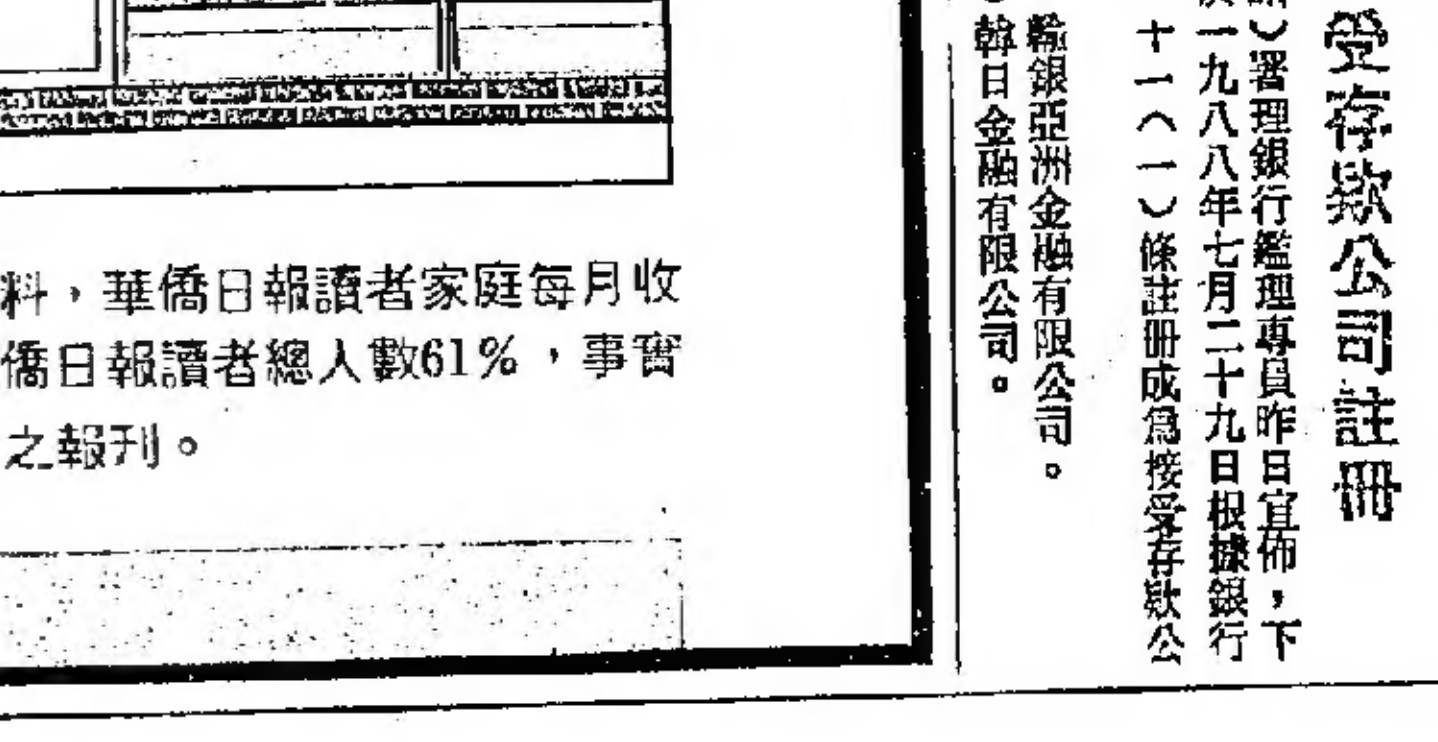 受存欵公司註冊
︶署理銀行鑑理專員昨日宣佈，下
一九八八年七月二十九日根據銀行
十一︵一︶條註冊成為接受存欵公
輸銀亞洲金融有限公司。
韓日金融有限公司。
料，華僑日報讀者家庭每月收
僑日報讀者總人數61%，事實
之報刊。